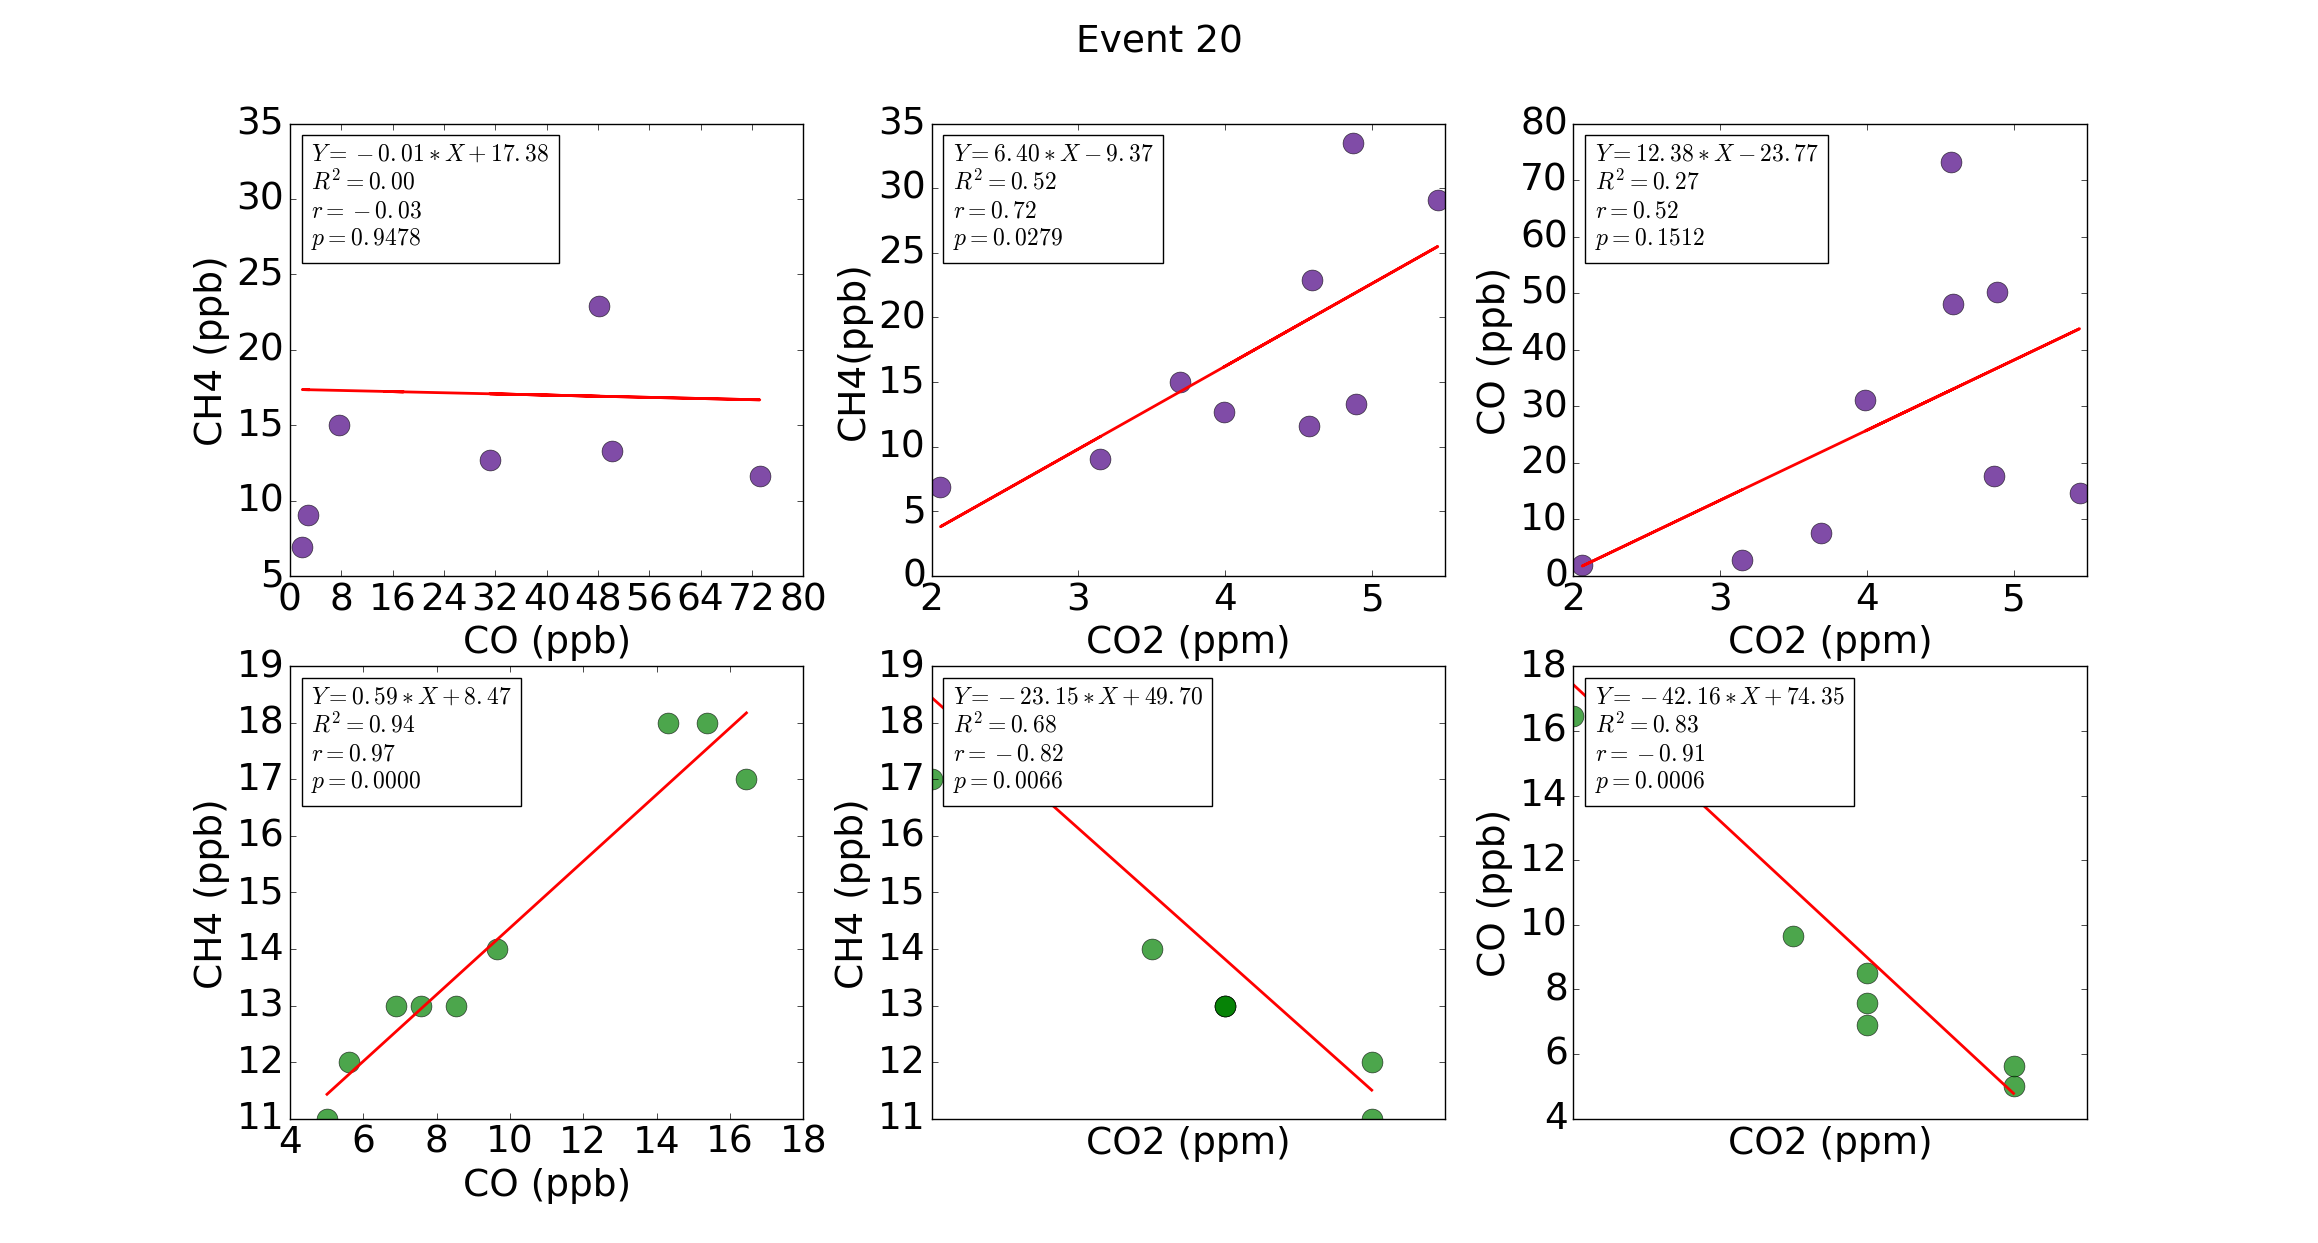 Event 20
35
30
25
20
15
10
5
CH4 (ppb)
Y = −0.01 ∗ X + 17.38
R² = 0.00
r = −0.03
p = 0.9478
0 8 16 24 32 40 48 56 64 72 80
CO (ppb)
35
30
25
20
15
10
5
0
CH4(ppb)
Y = 6.40 ∗ X − 9.37
R² = 0.52
r = 0.72
p = 0.0279
2 3 4 5
CO2 (ppm)
80
70
60
50
40
30
20
10
0
CO (ppb)
Y = 12.38 ∗ X − 23.77
R² = 0.27
r = 0.52
p = 0.1512
2 3 4 5
CO2 (ppm)
19
18
17
16
15
14
13
12
11
CH4 (ppb)
Y = 0.59 ∗ X + 8.47
R² = 0.94
r = 0.97
p = 0.0000
4 6 8 10 12 14 16 18
CO (ppb)
19
18
17
16
15
14
13
12
11
CH4 (ppb)
Y = −23.15 ∗ X + 49.70
R² = 0.68
r = −0.82
p = 0.0066
CO2 (ppm)
18
16
14
12
10
8
6
4
CO (ppb)
Y = −42.16 ∗ X + 74.35
R² = 0.83
r = −0.91
p = 0.0006
CO2 (ppm)